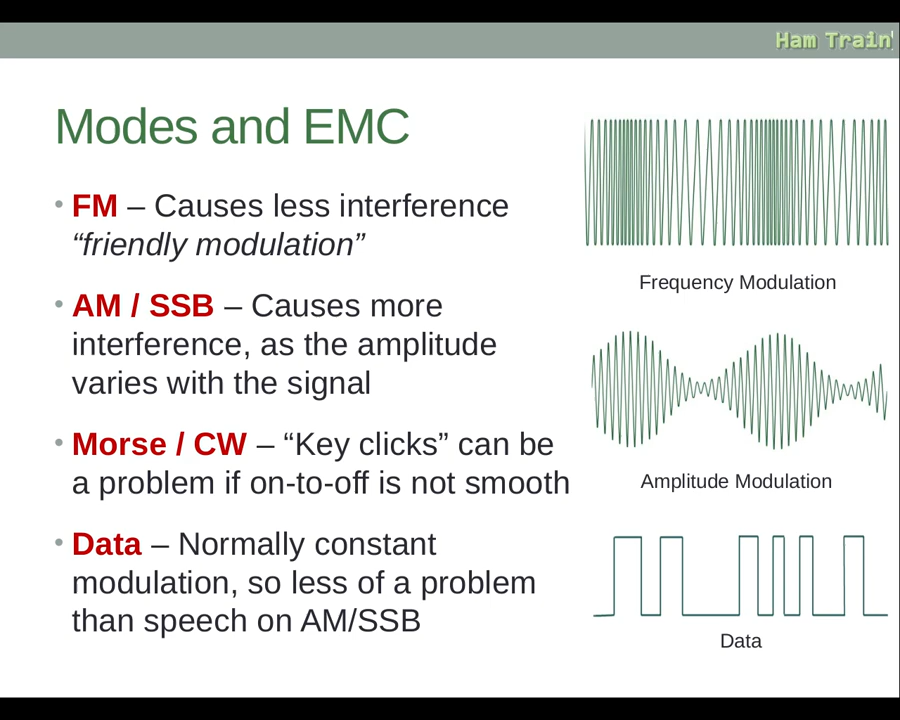 Ham Train
Modes and EMC
• FM – Causes less interference
“friendly modulation”
• AM / SSB – Causes more
interference, as the amplitude
varies with the signal
• Morse / CW – “Key clicks” can be
a problem if on-to-off is not smooth
• Data – Normally constant
modulation, so less of a problem
than speech on AM/SSB
Frequency Modulation
Amplitude Modulation
Data